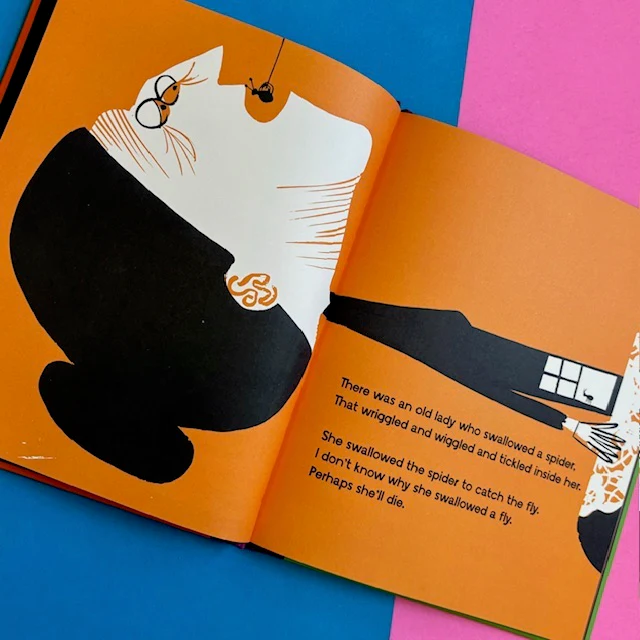 There was an old lady who swallowed a spider.
That wriggled and wiggled and tickled inside her.
She swallowed the spider to catch the fly.
I don't know why she swallowed a fly.
Perhaps she'll die.